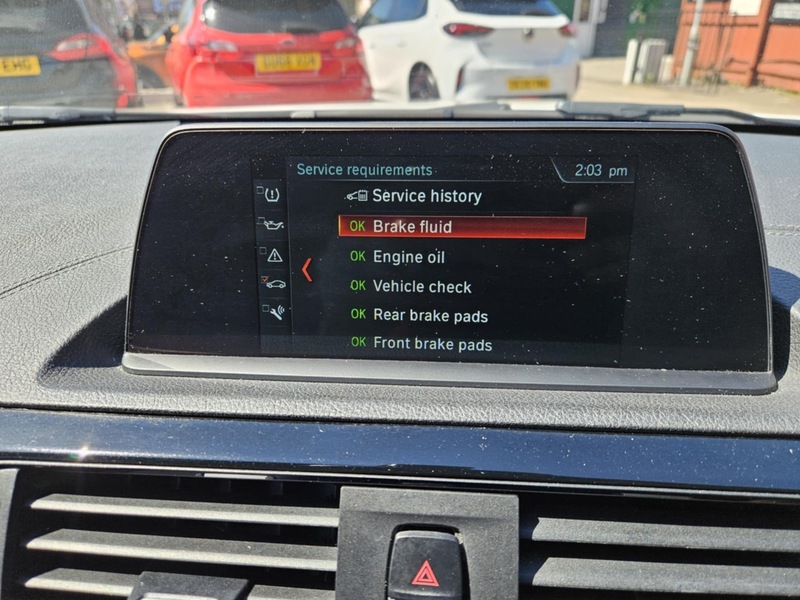 EHG
Service requirements
2:03 pm
Service history
OK Brake fluid
OK Engine oil
OK Vehicle check
OK Rear brake pads
OK Front brake pads